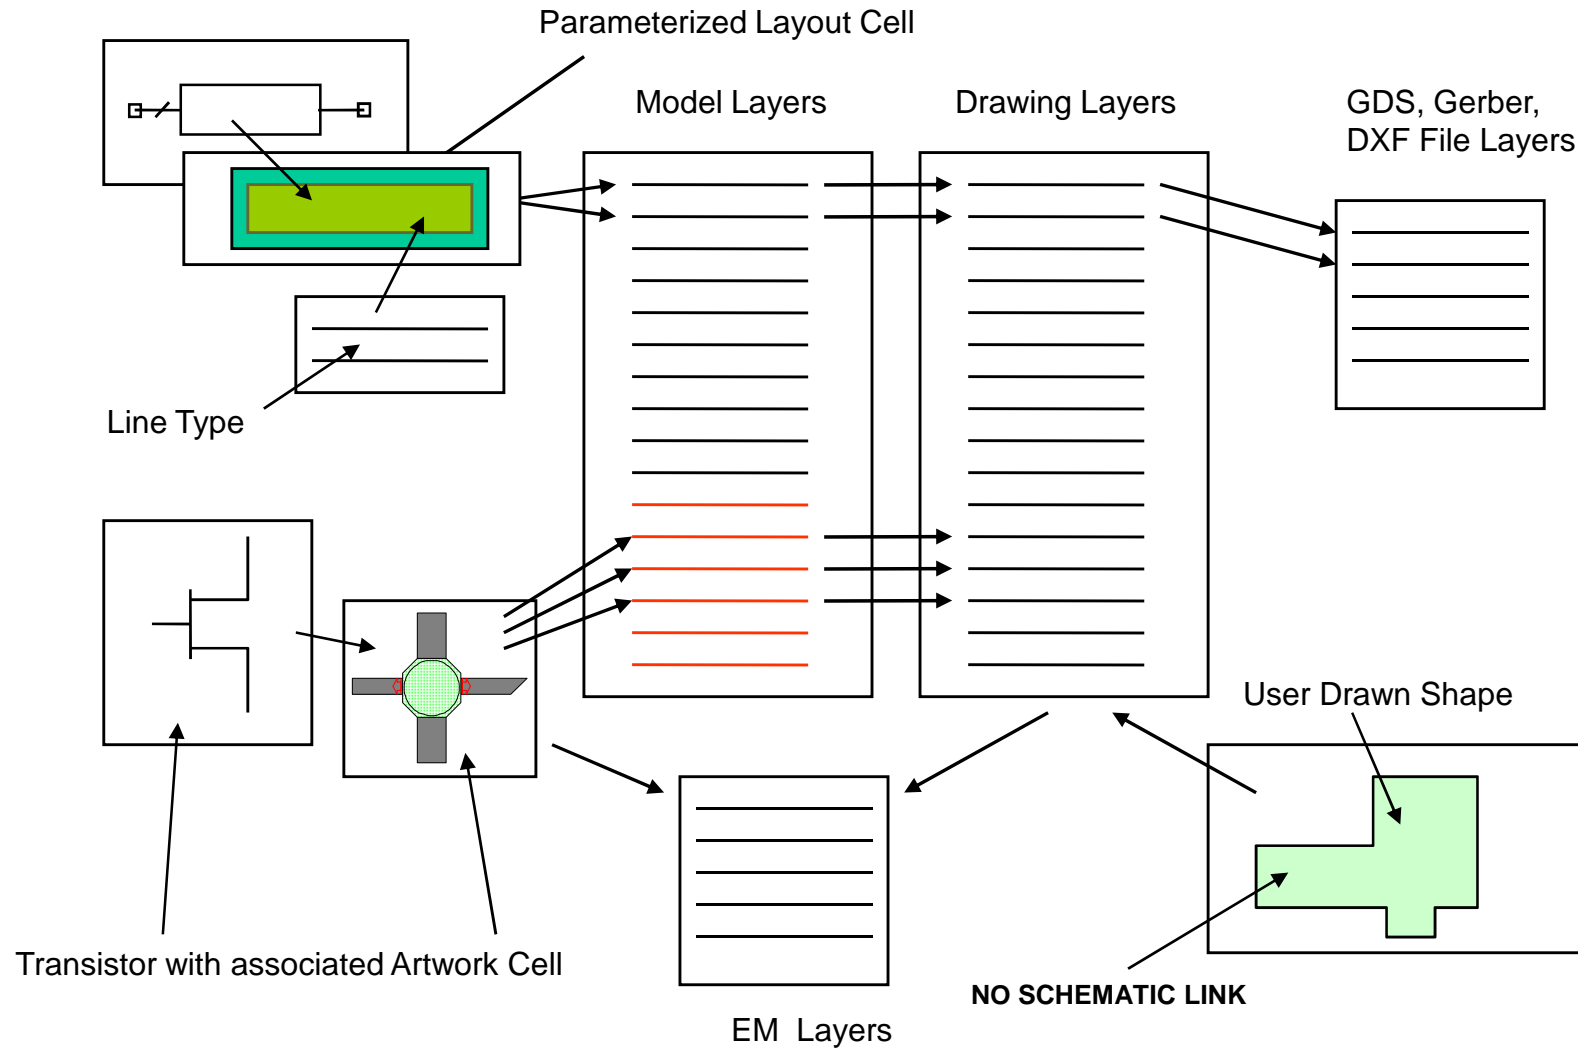 Parameterized Layout Cell
Model Layers
Drawing Layers
GDS, Gerber,
DXF File Layers
Line Type
User Drawn Shape
Transistor with associated Artwork Cell
NO SCHEMATIC LINK
EM Layers